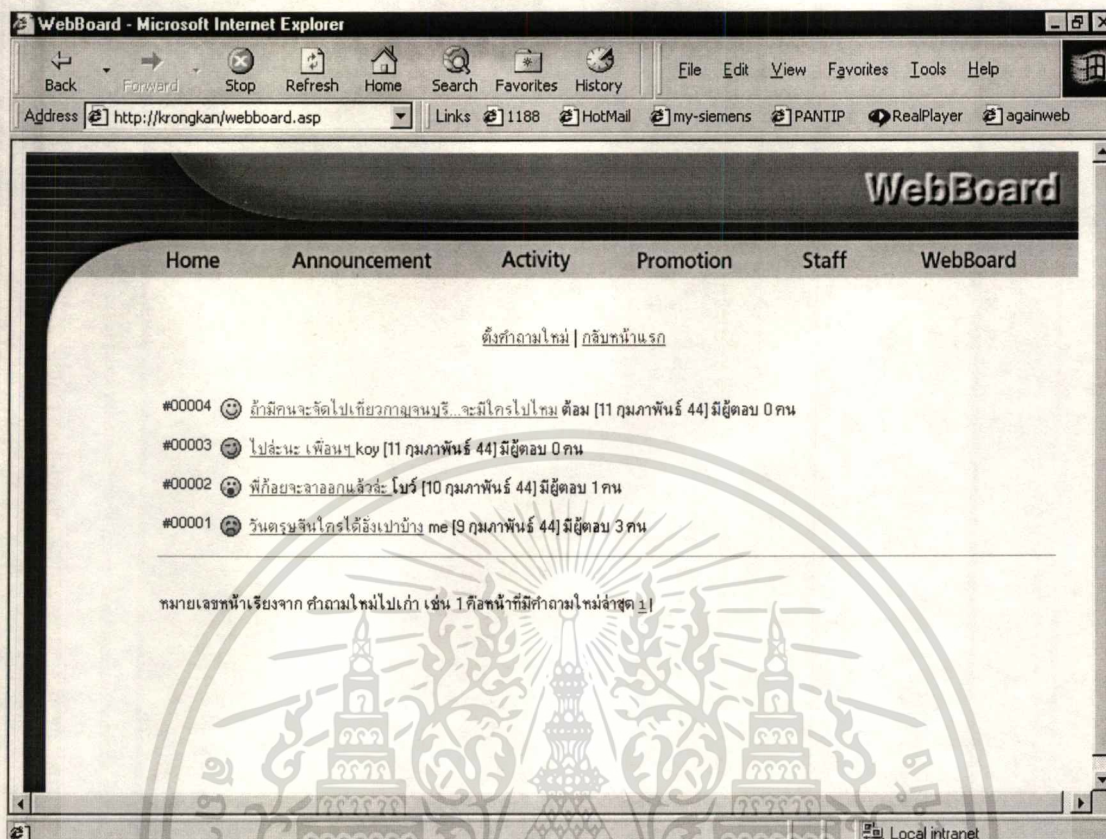 WebBoard - Microsoft Internet Explorer
Back Forward Stop Refresh Home Search Favorites History File Edit View Favorites Tools Help
Address http://krongkan/webboard.asp Links 1188 HotMail my-siemens PANTIP RealPlayer againweb
WebBoard
Home Announcement Activity Promotion Staff WebBoard
ตั้งคำถามใหม่ | กลับหน้าแรก
#00004 ถ้ามีคนจะจัดไปเที่ยวกาญจนบุรี...จะมีใครไปไหม ต้อม [11 กุมภาพันธ์ 44] มีผู้ตอบ 0 คน
#00003 ไปล่ะนะ เพื่อนๆ koy [11 กุมภาพันธ์ 44] มีผู้ตอบ 0 คน
#00002 พี่ก้อยจะลาออกแล้วล่ะ โบว์ [10 กุมภาพันธ์ 44] มีผู้ตอบ 1 คน
#00001 วันตรุษจีนใครได้อั่งเปาบ้าง me [9 กุมภาพันธ์ 44] มีผู้ตอบ 3 คน
หมายเลขหน้าเรียงจาก คำถามใหม่ไปเก่า เช่น 1 คือหน้าที่มีคำถามใหม่ล่าสุด 1 |
Local intranet